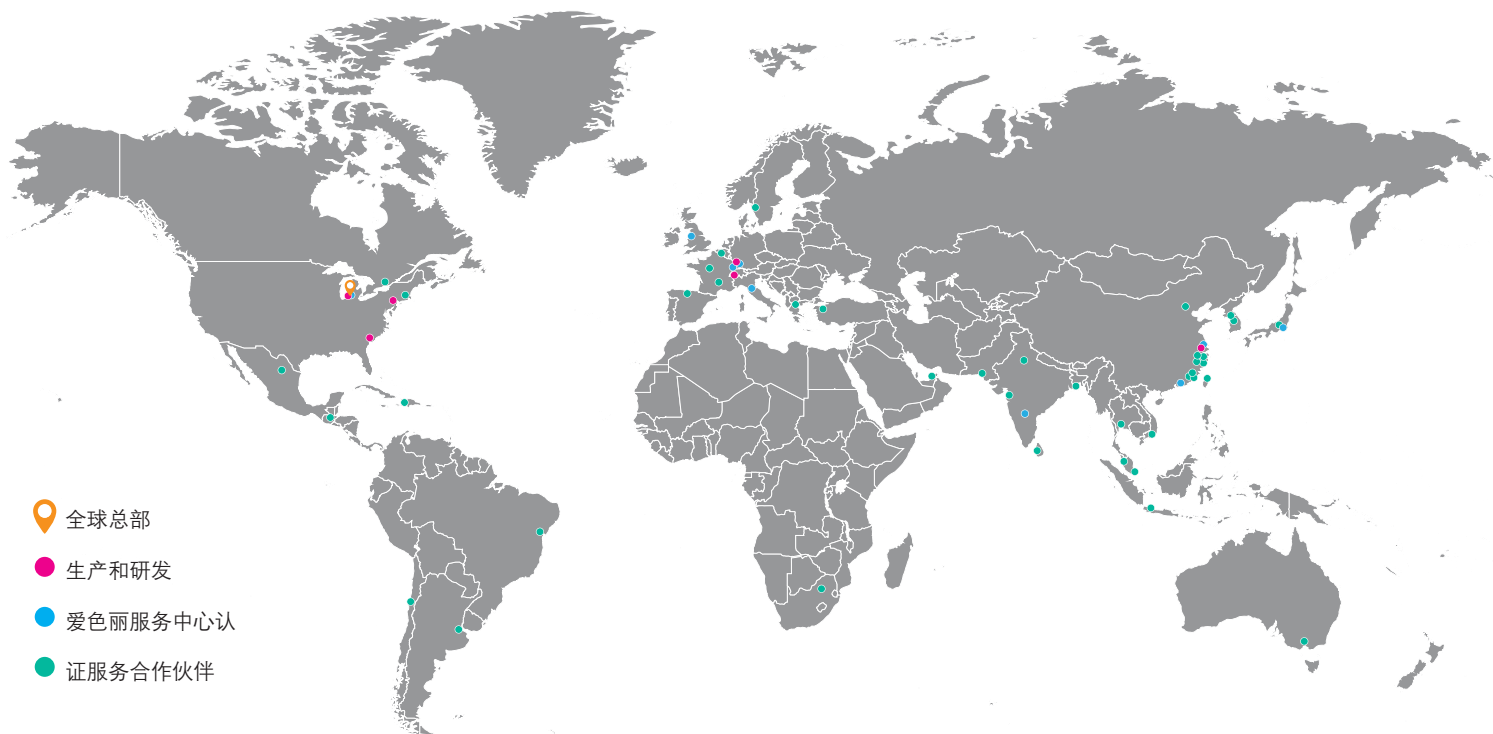 全球总部
生产和研发
爱色丽服务中心认
证服务合作伙伴